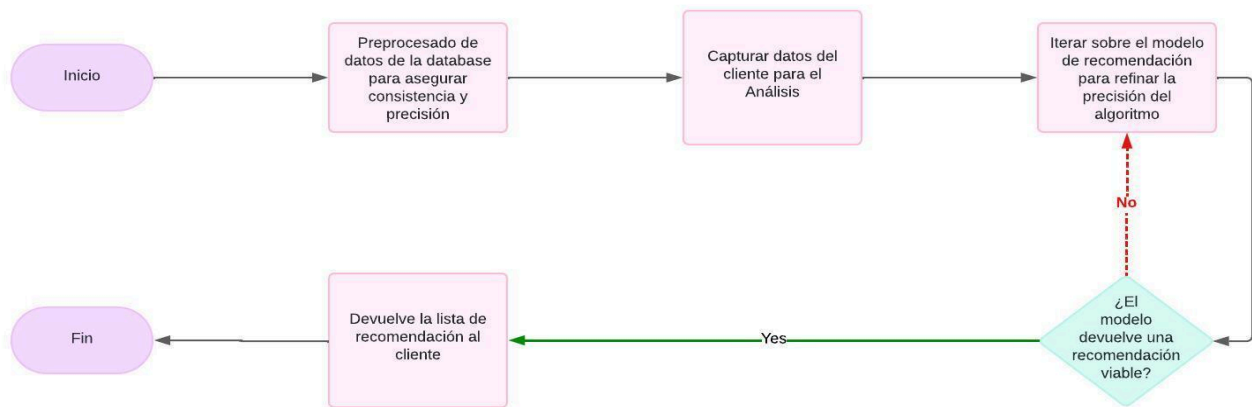 Inicio
Preprocesado de
datos de la database
para asegurar
consistencia y
precisión
Capturar datos del
cliente para el
Análisis
Iterar sobre el modelo
de recomendación
para refinar la
precisión del
algoritmo
No
¿El
modelo
devuelve una
recomendación
viable?
Yes
Devuelve la lista de
recomendación al
cliente
Fin